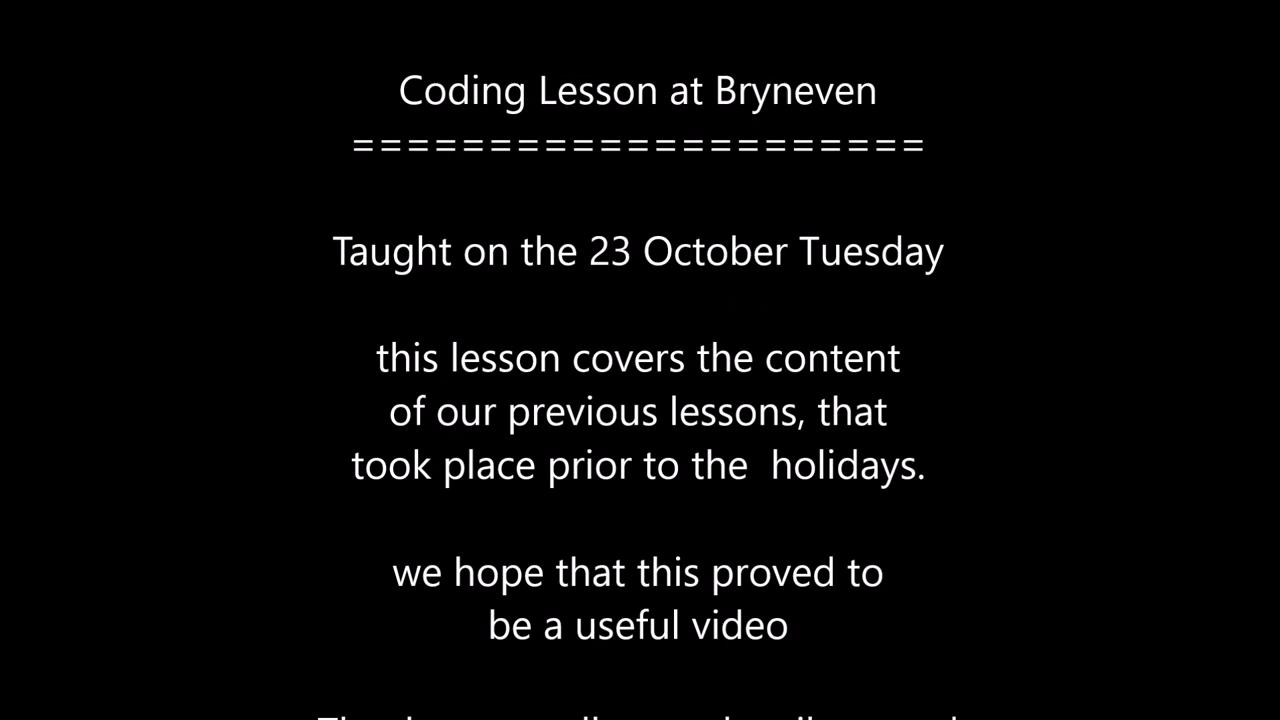 Coding Lesson at Bryneven
=====================
Taught on the 23 October Tuesday
this lesson covers the content
of our previous lessons, that
took place prior to the  holidays.
we hope that this proved to
be a useful video